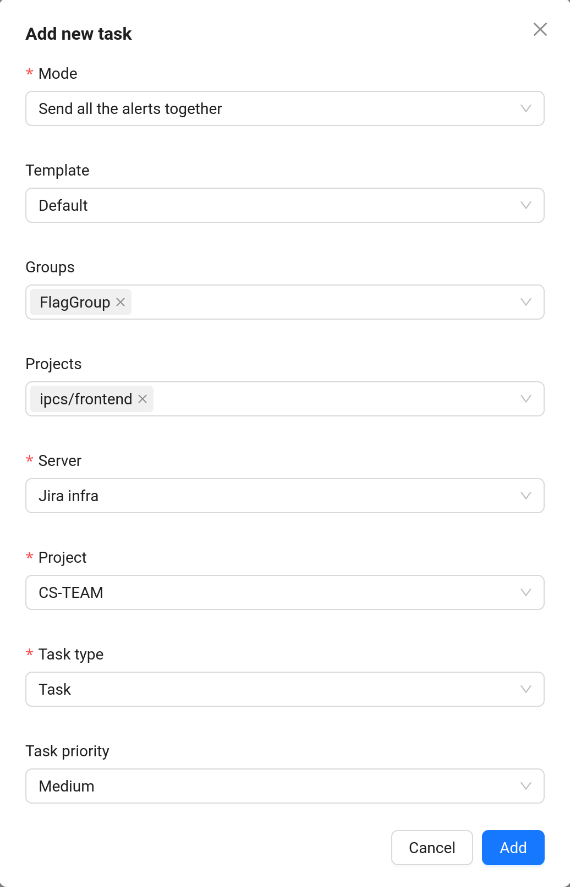 Add new task
* Mode
Send all the alerts together
Template
Default
Groups
FlagGroup
Projects
ipcs/frontend
* Server
Jira infra
* Project
CS-TEAM
* Task type
Task
Task priority
Medium
Cancel Add